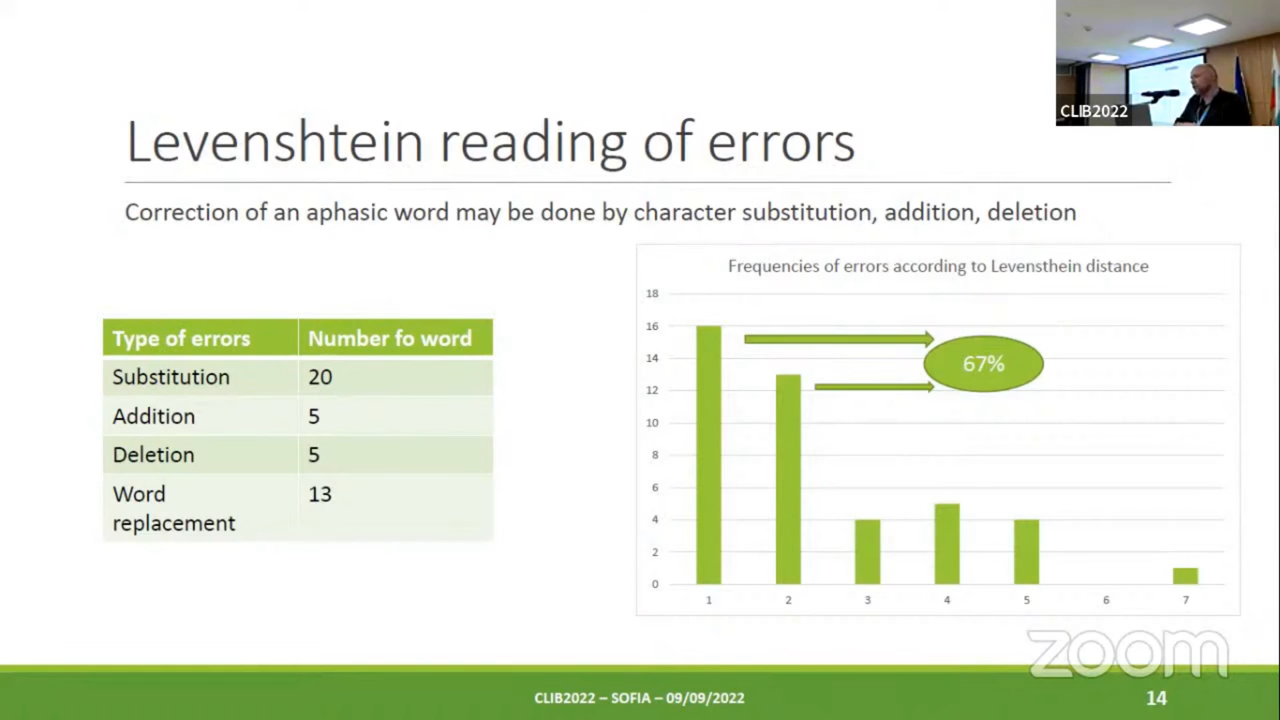 CLIB2022
Levenshtein reading of errors
Correction of an aphasic word may be done by character substitution, addition, deletion
Type of errors Number fo word
Substitution 20
Addition 5
Deletion 5
Word 13
replacement
Frequencies of errors according to Levensthein distance
18
16
14
12
10
8
6
4
2
0
67%
1 2 3 4 5 6 7
zoom
CLIB2022 – SOFIA – 09/09/2022
14